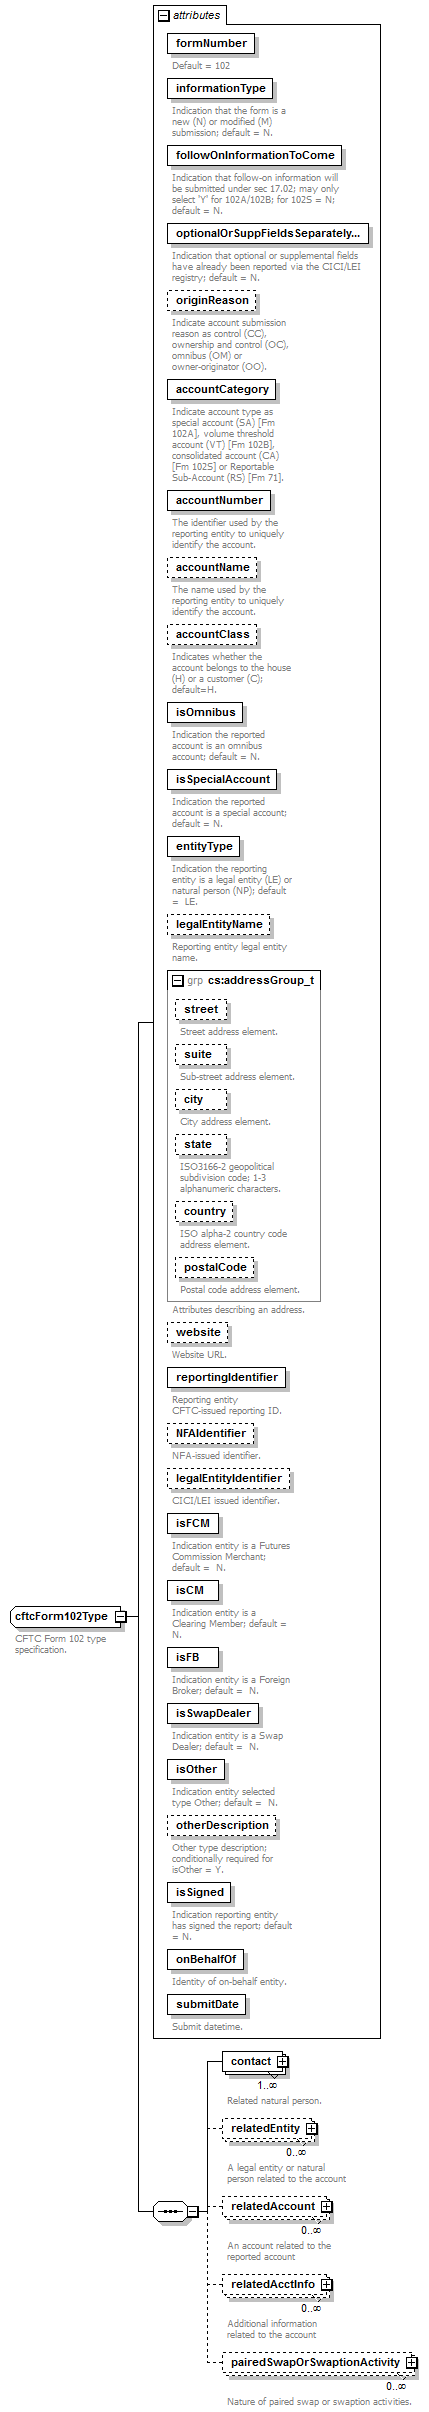 attributes
formNumber
Default = 102
informationType
Indication that the form is a
new (N) or modified (M)
submission; default = N.
followOnInformationToCome
Indication that follow-on information will
be submitted under sec 17.02; may only
select 'Y' for 102A/102B; for 102S = N;
default = N.
optionalOrSuppFieldsSeparately...
Indication that optional or supplemental fields
have already been reported via the CICI/LEI
registry; default = N.
originReason
Indicate account submission
reason as control (CC),
ownership and control (OC),
omnibus (OM) or
owner-originator (OO).
accountCategory
Indicate account type as
special account (SA) [Fm
102A], volume threshold
account (VT) [Fm 102B],
consolidated account (CA)
[Fm 102S] or Reportable
Sub-Account (RS) [Fm 71].
accountNumber
The identifier used by the
reporting entity to uniquely
identify the account.
accountName
The name used by the
reporting entity to uniquely
identify the account.
accountClass
Indicates whether the
account belongs to the house
(H) or a customer (C);
default=H.
isOmnibus
Indication the reported
account is an omnibus
account; default = N.
isSpecialAccount
Indication the reported
account is a special account;
default = N.
entityType
Indication the reporting
entity is a legal entity (LE) or
natural person (NP); default
= LE.
legalEntityName
Reporting entity legal entity
name.
grp cs:addressGroup_t
street
Street address element.
suite
Sub-street address element.
city
City address element.
state
ISO3166-2 geopolitical
subdivision code; 1-3
alphanumeric characters.
country
ISO alpha-2 country code
address element.
postalCode
Postal code address element.
Attributes describing an address.
website
Website URL.
reportingIdentifier
Reporting entity
CFTC-issued reporting ID.
NFAIdentifier
NFA-issued identifier.
legalEntityIdentifier
CICI/LEI issued identifier.
isFCM
Indication entity is a Futures
Commission Merchant;
default = N.
isCM
Indication entity is a
Clearing Member; default =
N.
isFB
Indication entity is a Foreign
Broker; default = N.
isSwapDealer
Indication entity is a Swap
Dealer; default = N.
isOther
Indication entity selected
type Other; default = N.
otherDescription
Other type description;
conditionally required for
isOther = Y.
isSigned
Indication reporting entity
has signed the report; default
= N.
onBehalfOf
Identity of on-behalf entity.
submitDate
Submit datetime.
cftcForm102Type
CFTC Form 102 type
specification.
contact
1..∞
Related natural person.
relatedEntity
0..∞
A legal entity or natural
person related to the account
relatedAccount
0..∞
An account related to the
reported account
relatedAcctInfo
0..∞
Additional information
related to the account
pairedSwapOrSwaptionActivity
0..∞
Nature of paired swap or swaption activities.